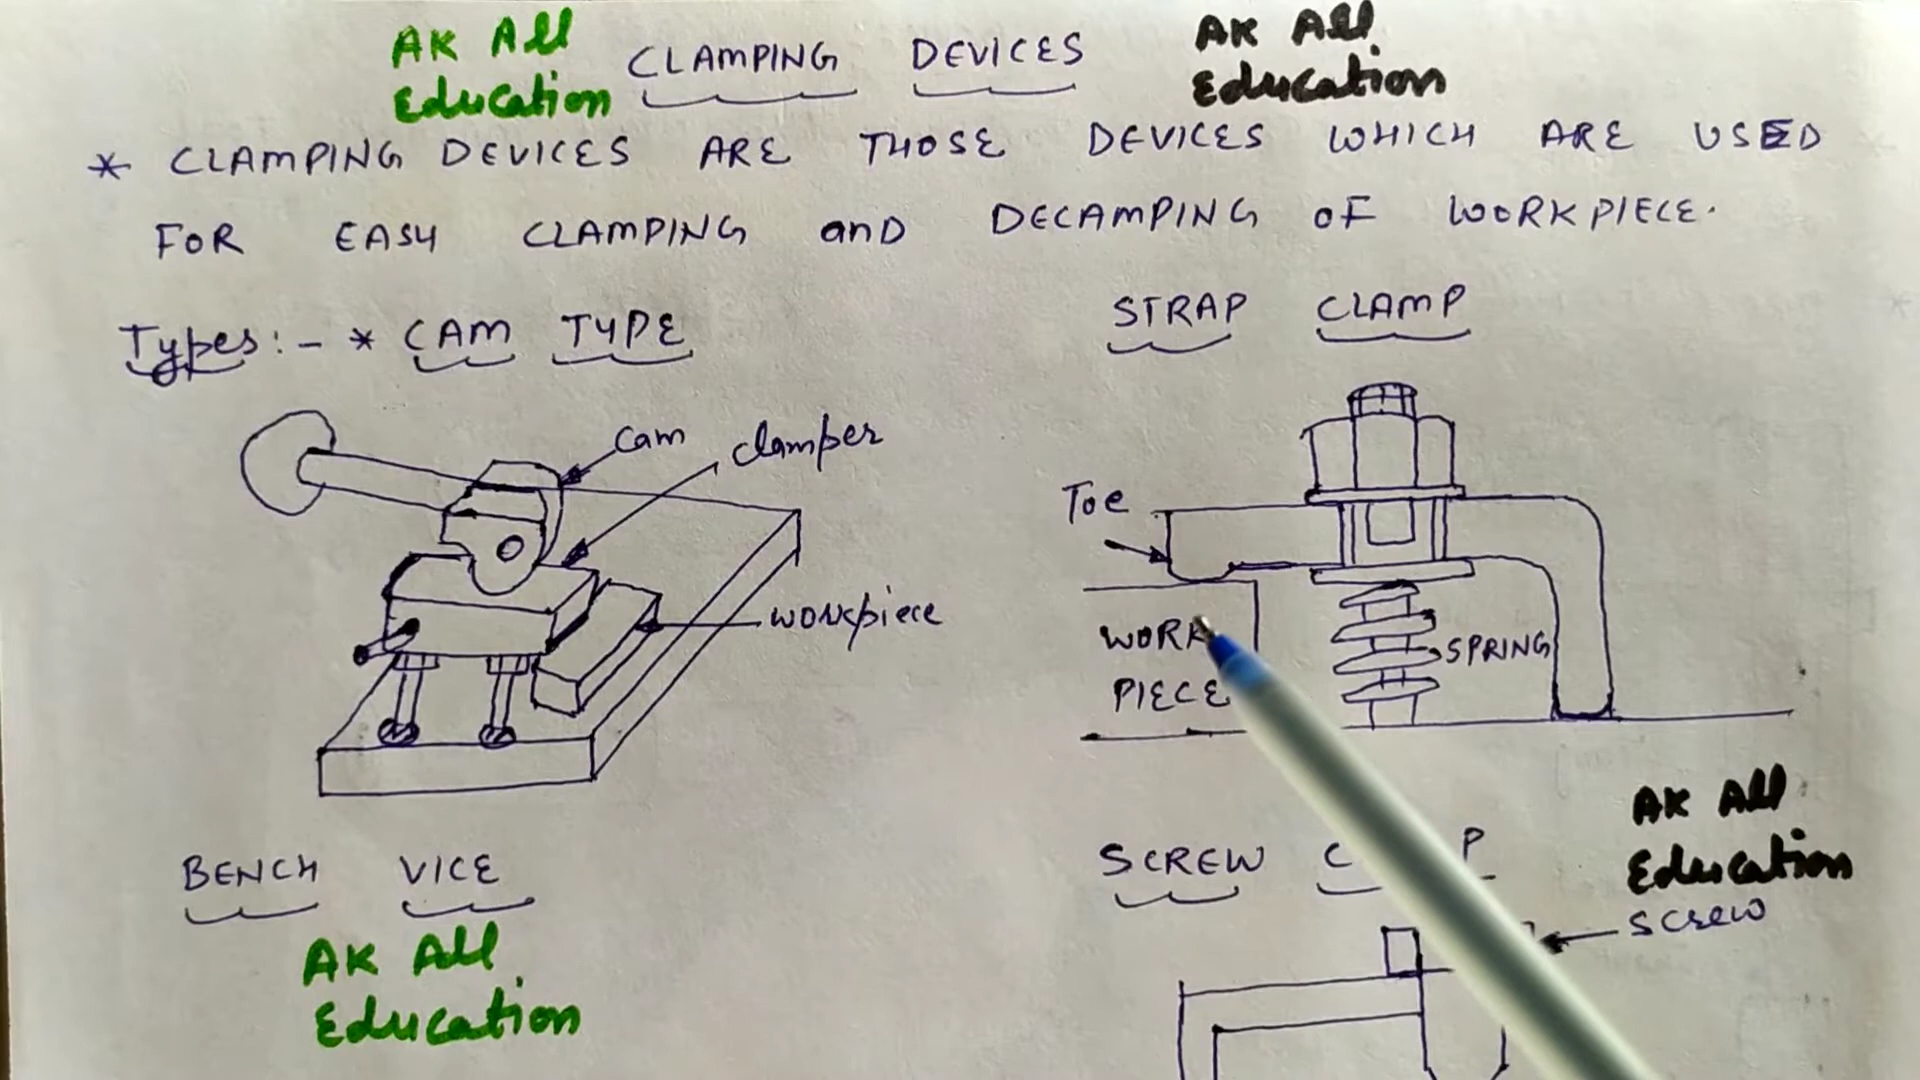 AK All
Education
CLAMPING DEVICES
AK All
Education
* CLAMPING DEVICES ARE THOSE DEVICES WHICH ARE USED
FOR EASY CLAMPING and DECAMPING OF WORKPIECE.
Types:- * CAM TYPE
STRAP CLAMP
cam
clamper
workpiece
Toe
WORK
PIECE
SPRING
BENCH VICE
AK All
Education
SCREW C P
AK All
Education
screw